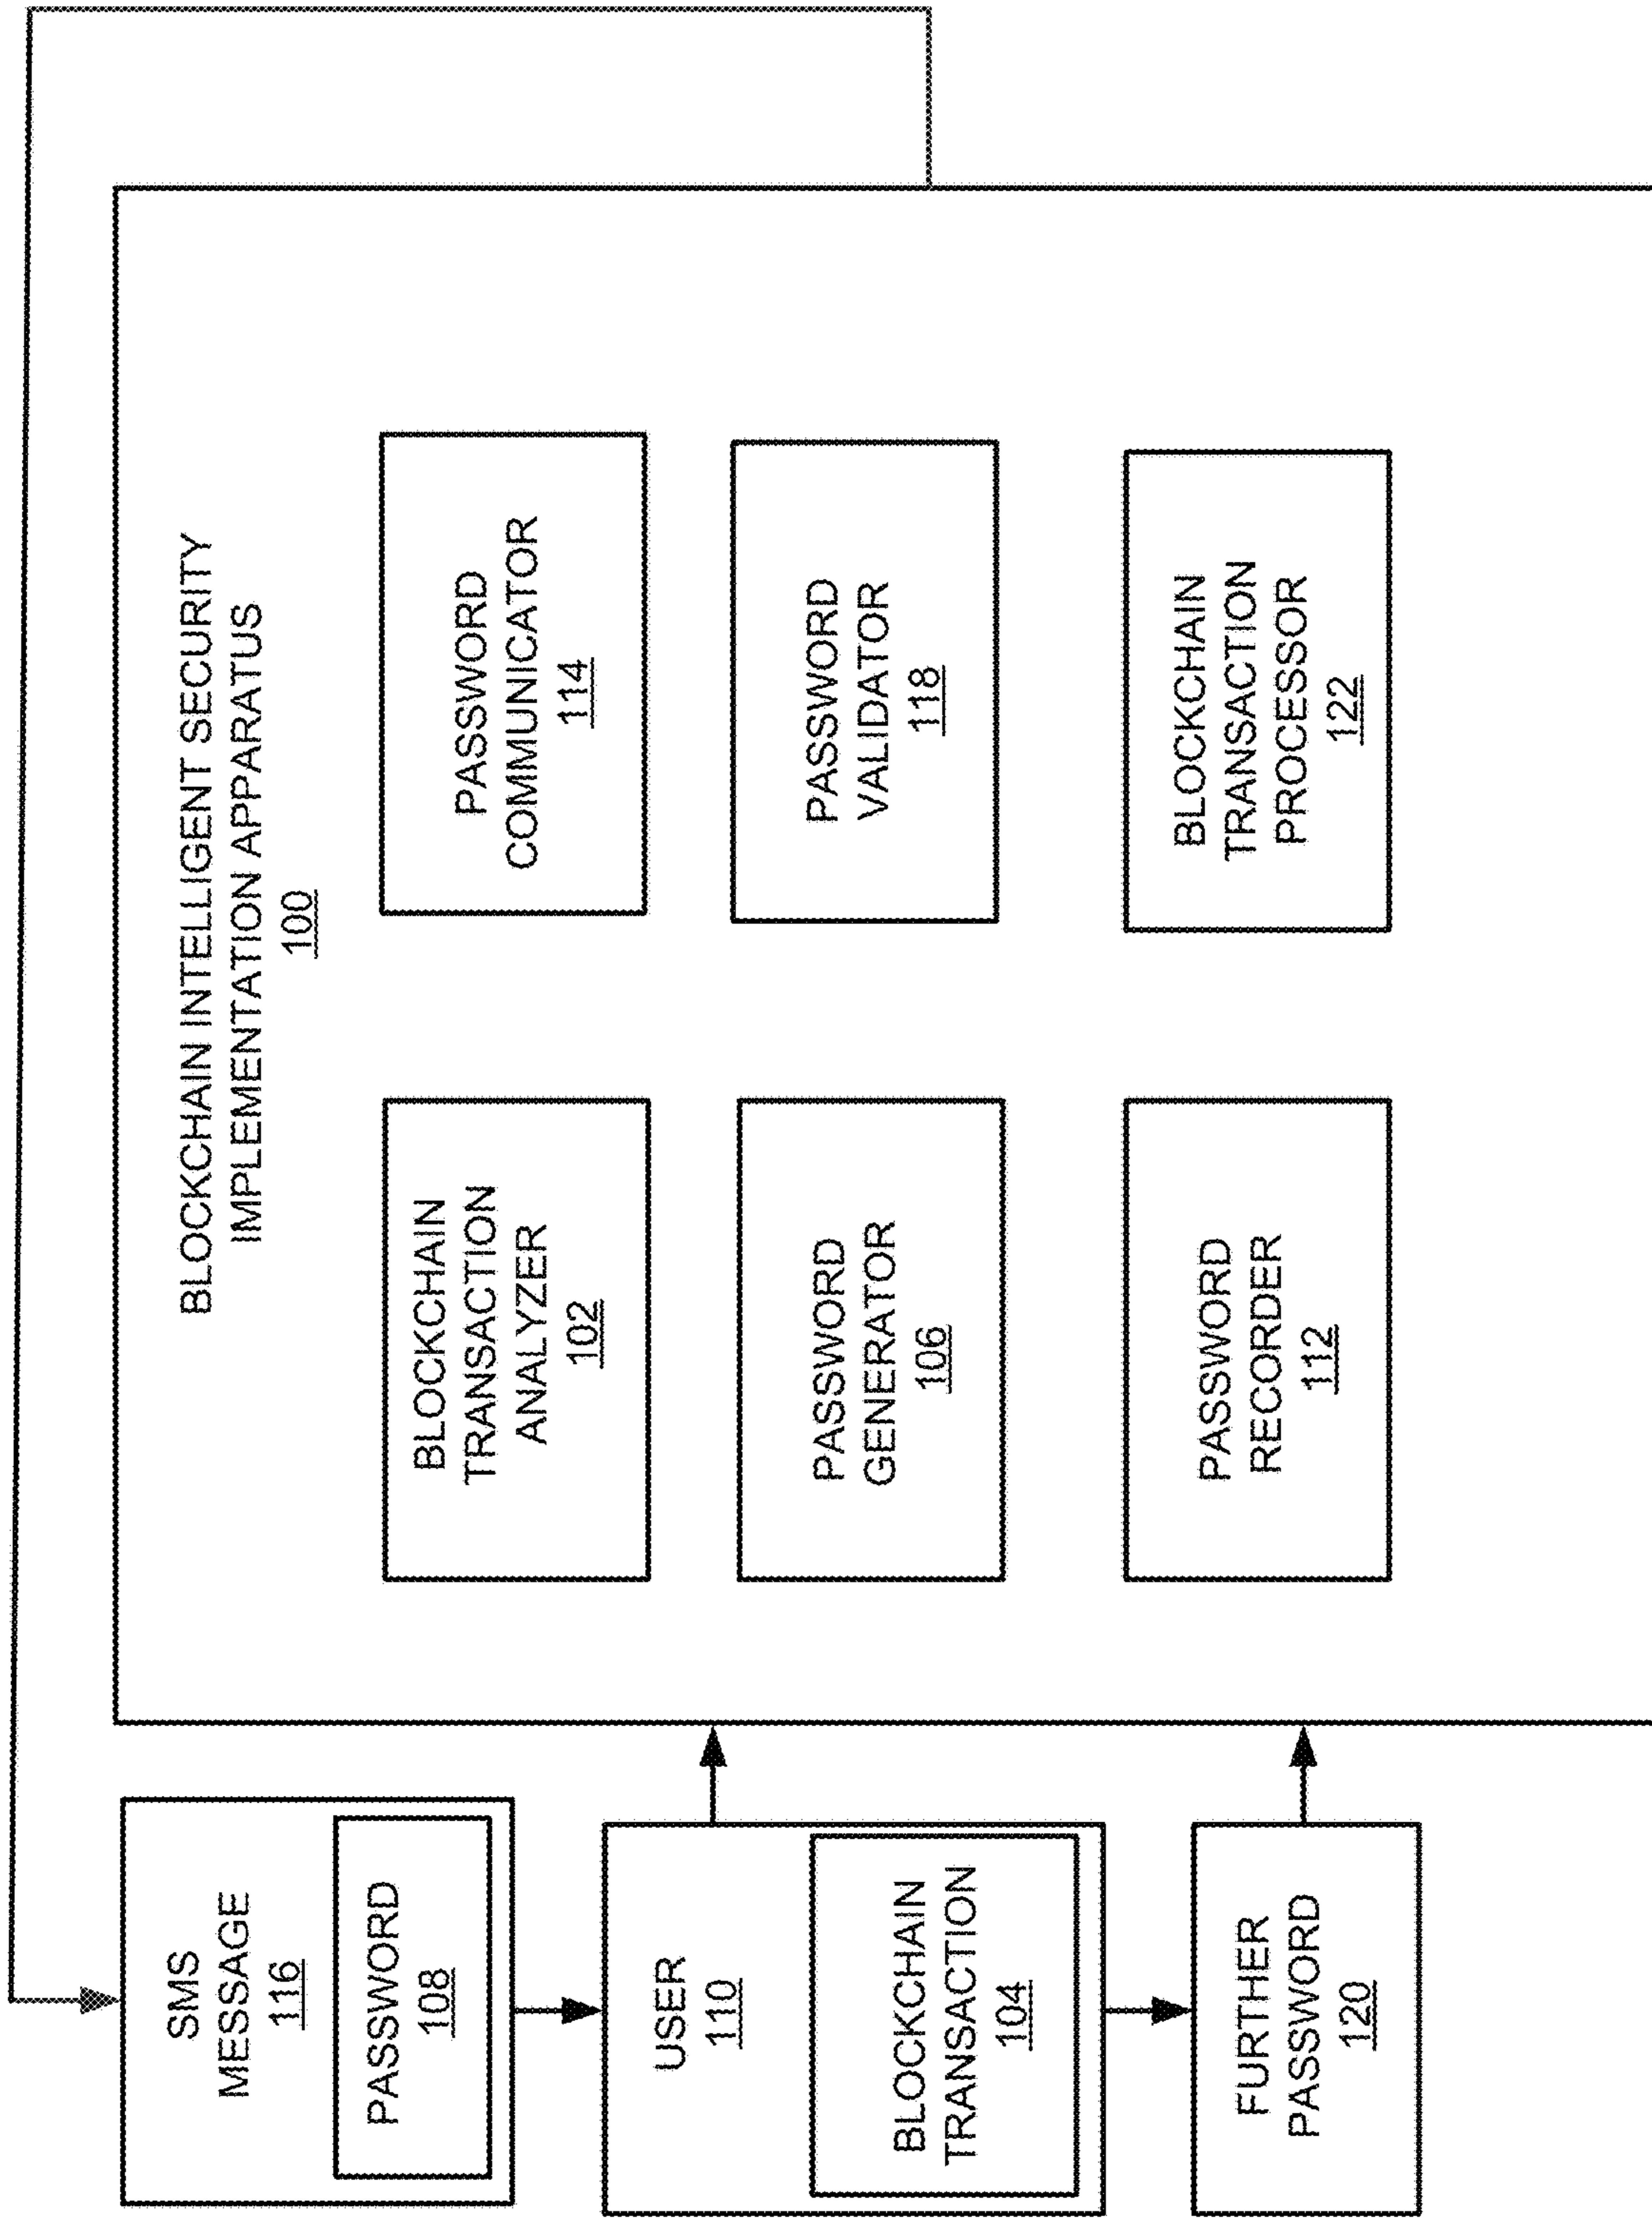 BLOCKCHAIN INTELLIGENT SECURITY
IMPLEMENTATION APPARATUS
100
SMS
MESSAGE
116
PASSWORD
108
USER
110
BLOCKCHAIN
TRANSACTION
104
FURTHER
PASSWORD
120
BLOCKCHAIN
TRANSACTION
ANALYZER
102
PASSWORD
COMMUNICATOR
114
PASSWORD
GENERATOR
106
PASSWORD
VALIDATOR
118
PASSWORD
RECORDER
112
BLOCKCHAIN
TRANSACTION
PROCESSOR
122